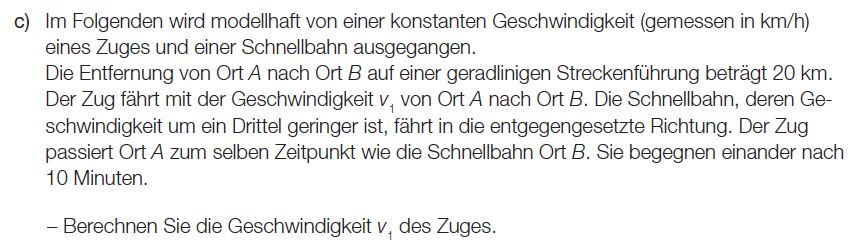 c) Im Folgenden wird modellhaft von einer konstanten Geschwindigkeit (gemessen in km/h)
eines Zuges und einer Schnellbahn ausgegangen.
Die Entfernung von Ort A nach Ort B auf einer geradlinigen Streckenführung beträgt 20 km.
Der Zug fährt mit der Geschwindigkeit v₁ von Ort A nach Ort B. Die Schnellbahn, deren Ge-
schwindigkeit um ein Drittel geringer ist, fährt in die entgegengesetzte Richtung. Der Zug
passiert Ort A zum selben Zeitpunkt wie die Schnellbahn Ort B. Sie begegnen einander nach
10 Minuten.
– Berechnen Sie die Geschwindigkeit v₁ des Zuges.